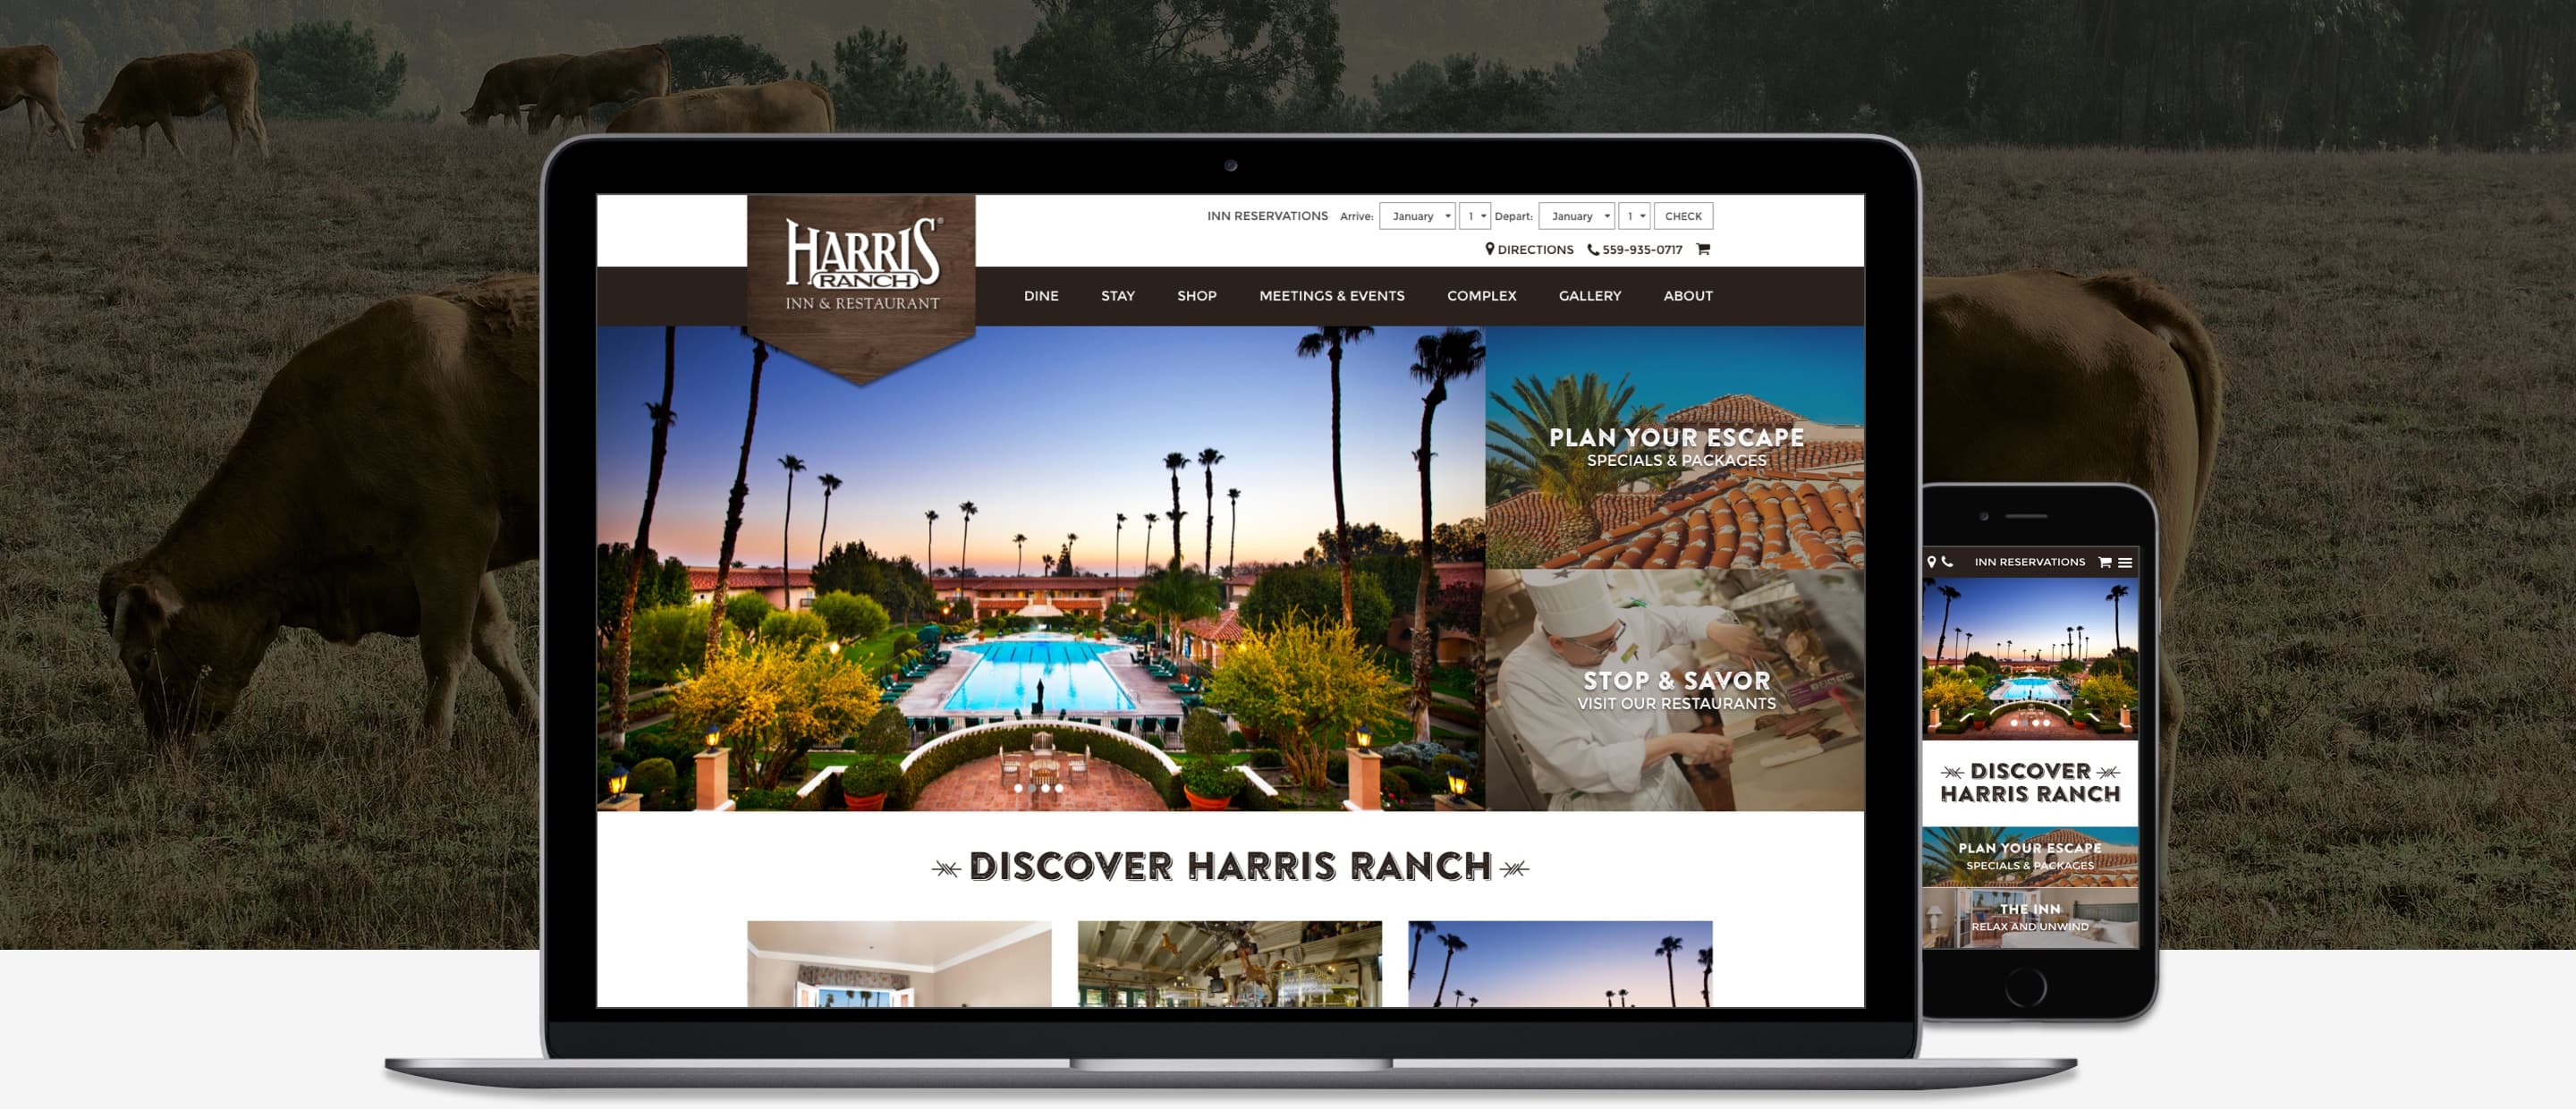 HARRIS®
RANCH
INN & RESTAURANT
INN RESERVATIONS Arrive: January 1 Depart: January 1 CHECK
DIRECTIONS 559-935-0717
DINE STAY SHOP MEETINGS & EVENTS COMPLEX GALLERY ABOUT
PLAN YOUR ESCAPE
SPECIALS & PACKAGES
STOP & SAVOR
VISIT OUR RESTAURANTS
DISCOVER HARRIS RANCH
INN RESERVATIONS
DISCOVER
HARRIS RANCH
PLAN YOUR ESCAPE
SPECIALS & PACKAGES
THE INN
RELAX AND UNWIND